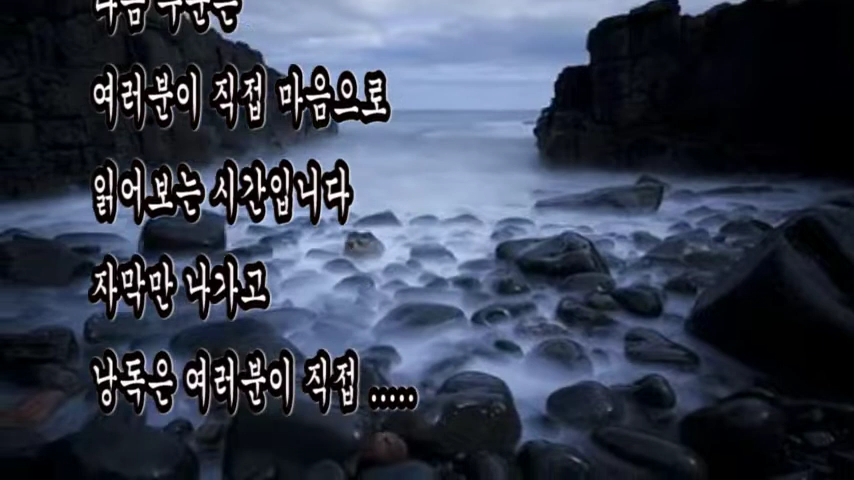 여러분이 직접 마음으로
읽어보는 시간입니다
자막만 나가고
낭독은 여러분이 직접 .....